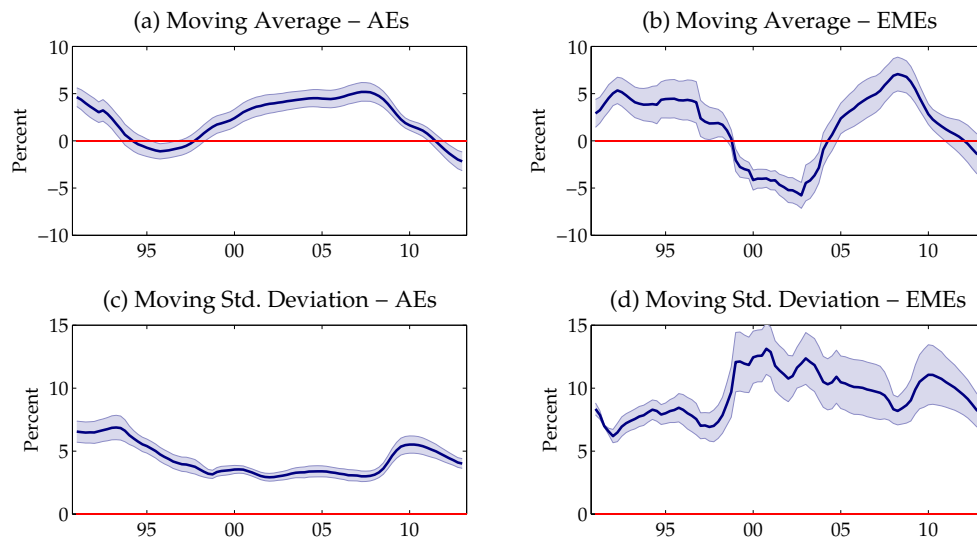 (a) Moving Average – AEs
10
5
0
−5
−10
Percent
95 00 05 10
(b) Moving Average – EMEs
10
5
0
−5
−10
Percent
95 00 05 10
(c) Moving Std. Deviation – AEs
15
10
5
0
Percent
95 00 05 10
(d) Moving Std. Deviation – EMEs
15
10
5
0
Percent
95 00 05 10